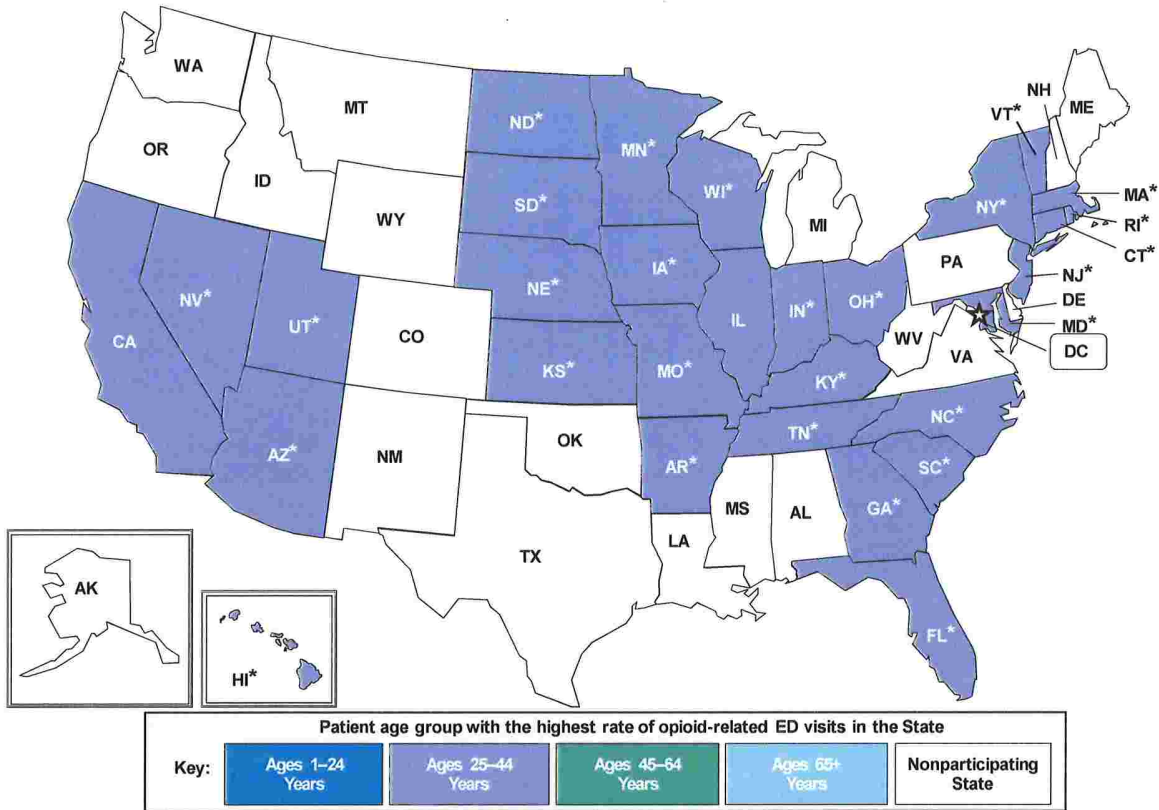 WA
MT
ND*
MN*
VT*
NH
ME
OR
ID
SD*
WI*
NY*
MA*
WY
MI
RI*
CT*
NV*
NE*
IA*
PA
NJ*
CA
UT*
CO
IL
IN*
OH*
DE
WV
MD*
KS*
MO*
KY*
VA
DC
AZ*
NM
OK
AR*
TN*
NC*
SC*
TX
LA
MS
AL
GA*
AK
HI*
FL*
Patient age group with the highest rate of opioid-related ED visits in the State
Key:
Ages 1–24
Years
Ages 25–44
Years
Ages 45–64
Years
Ages 65+
Years
Nonparticipating
State